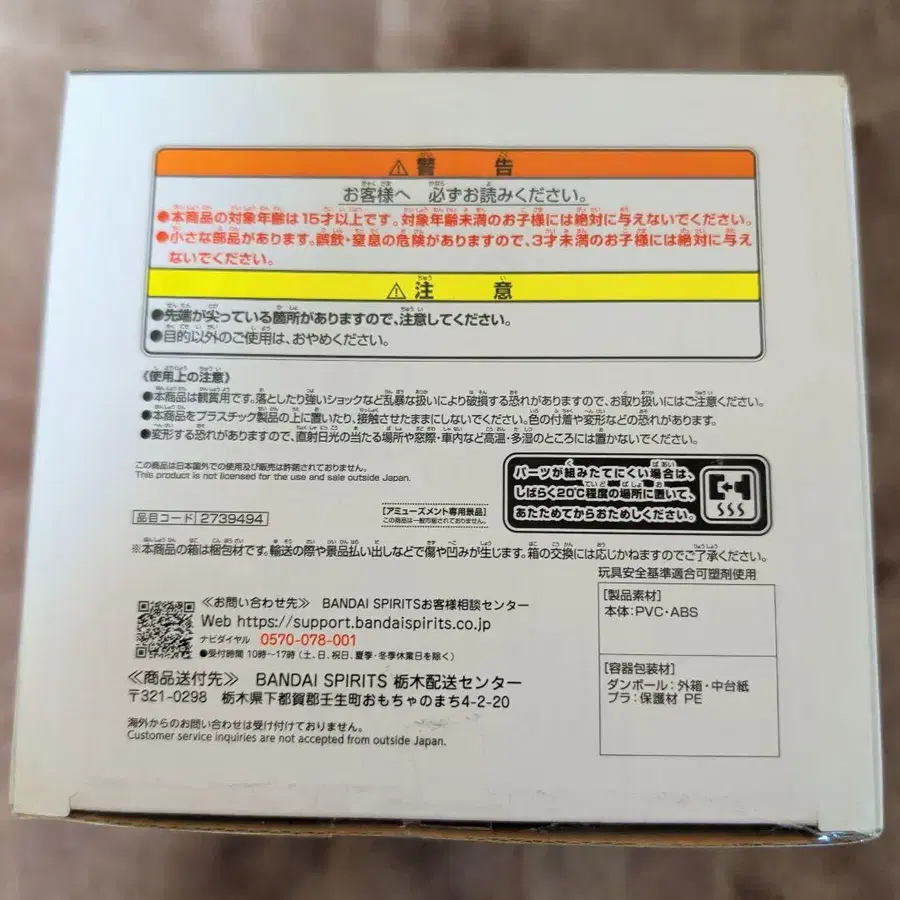 ⚠警告
お客様へ 必ずお読みください。
●本商品の対象年齢は15才以上です。対象年齢未満のお子様には絶対に与えないでください。
●小さな部品があります。誤飲・窒息の危険がありますので、3才未満のお子様には絶対に与え
ないでください。
⚠注意
●先端が尖っている箇所がありますので、注意してください。
●目的以外のご使用は、おやめください。
《使用上の注意》
●本商品は観賞用です。落としたり強いショックなど乱暴な扱いにより破損する恐れがありますので、お取り扱いにはご注意ください。
●本商品をプラスチック製品の上に置いたり、接触させたままにしないでください。色の付着や変形などの恐れがあります。
●変形する恐れがありますので、直射日光の当たる場所や窓際・車内など高温・多湿のところには置かないでください。
この商品は日本国外での使用及び販売は許諾されておりません。
This product is not licensed for the use and sale outside Japan.
パーツが組みたてにくい場合は、
しばらく20℃程度の場所に置いて、
あたためてからおためしください。
品目コード 2739494
[アミューズメント専用景品]
この商品は一般市販されておりません。
※本商品の箱は梱包材です。輸送の際や景品払い出しなどで傷や凹みが生じます。箱の交換には応じかねますのでご了承ください。
玩具安全基準適合可塑剤使用
[製品素材]
本体:PVC・ABS
[容器包装材]
ダンボール:外箱・中台紙
プラ:保護材 PE
≪お問い合わせ先≫ BANDAI SPIRITSお客様相談センター
Web https://support.bandaispirits.co.jp
ナビダイヤル 0570-078-001
●受付時間 10時~17時(土、日、祝日、夏季・冬季休業日を除く)
≪商品送付先≫ BANDAI SPIRITS 栃木配送センター
〒321-0298 栃木県下都賀郡壬生町おもちゃのまち4-2-20
海外からのお問い合わせは受け付けておりません。
Customer service inquiries are not accepted from outside Japan.